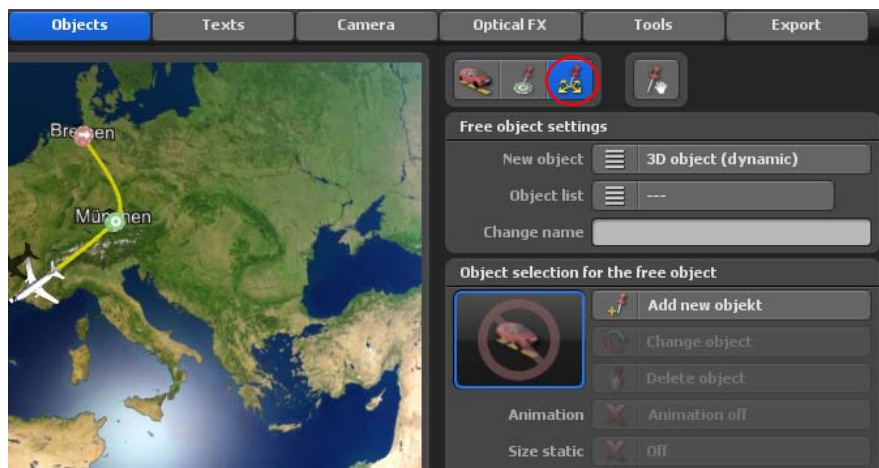 Objects Texts Camera Optical FX Tools Export
Bremen
München
Free object settings
New object 3D object (dynamic)
Object list ---
Change name
Object selection for the free object
Add new objekt
Change object
Delete object
Animation Animation off
Size static Off